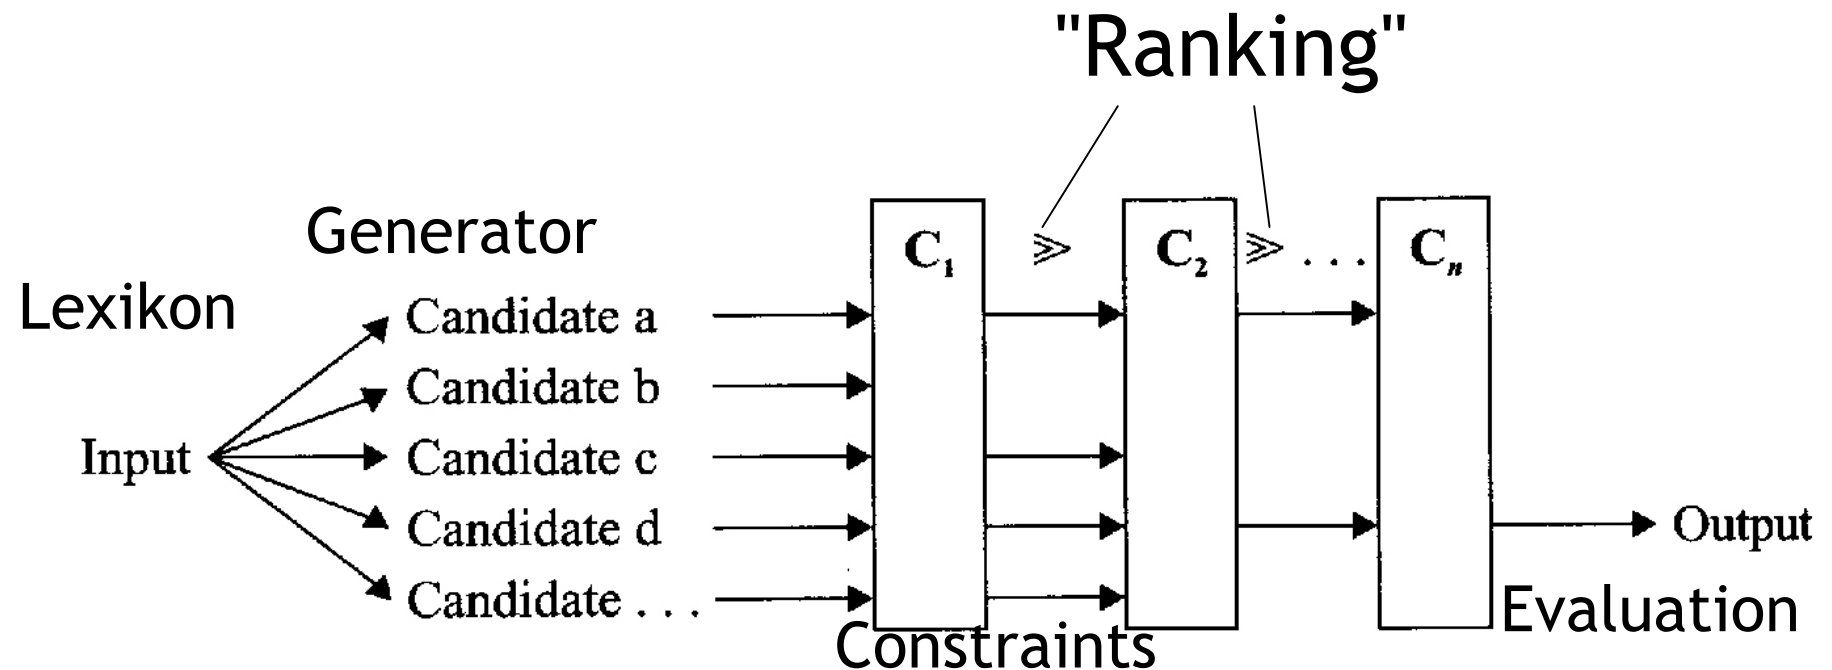 "Ranking"
Generator
Lexikon
C₁ ⪢ C₂ ⪢ . . . Cₙ
Candidate a
Candidate b
Input
Candidate c
Candidate d
Output
Candidate . . .
Evaluation
Constraints